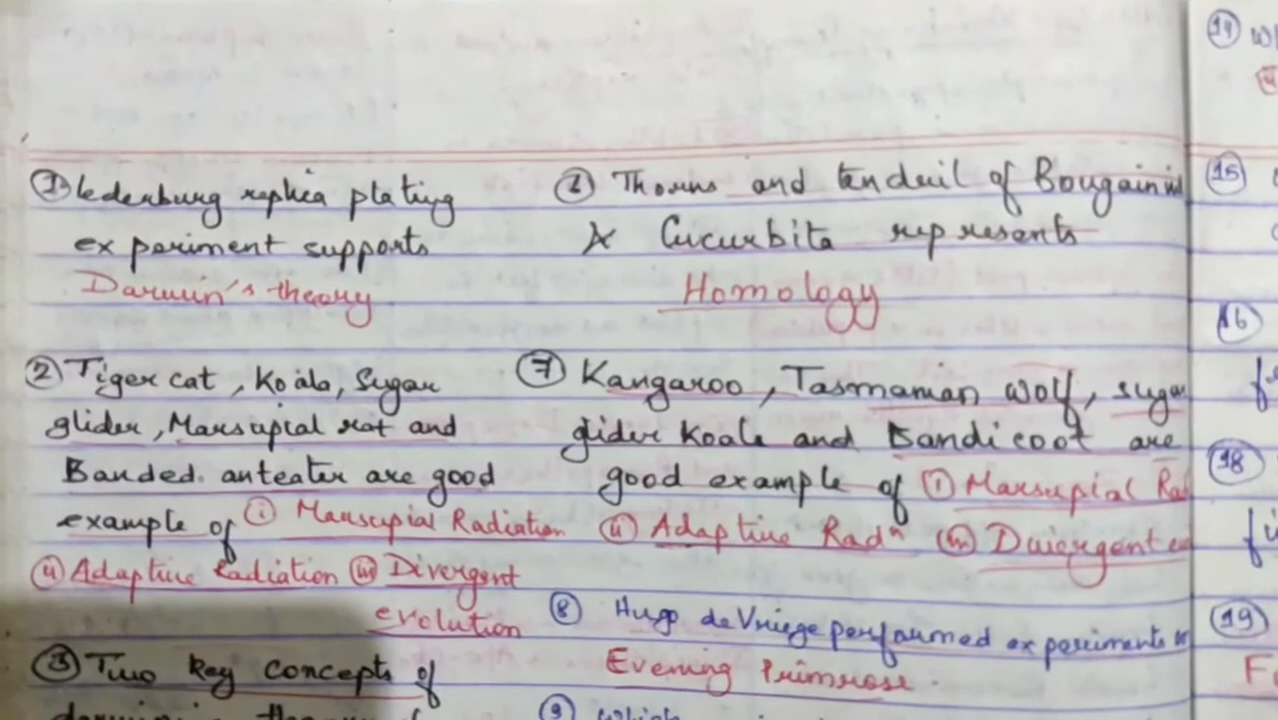 ① Lederburg replica plating
experiment supports
Darwin's theory
② Tiger cat, Koala, Sugar
glider, Marsupial rat and
Banded anteater are good
example of ⓘ Marsupial Radiation
ⓘⓘ Adaptive Radiation ⓘⓘⓘ Divergent
evolution
③ Two key concepts of
Thorns and tendril of
Cucurbita represents
Homology
⑦ Kangaroo, Tasmanian wolf, sugar
glider Koala and Bandicoot are
good example of ⓘ Marsupial
ⓘⓘ Adaptive Radⁿ ⓘⓘⓘ Divergent
⑧ Hugo de Vriege performed experiments
Evening Primrose
⑨ Which
⑭
⑮
⑯
⑱
⑲